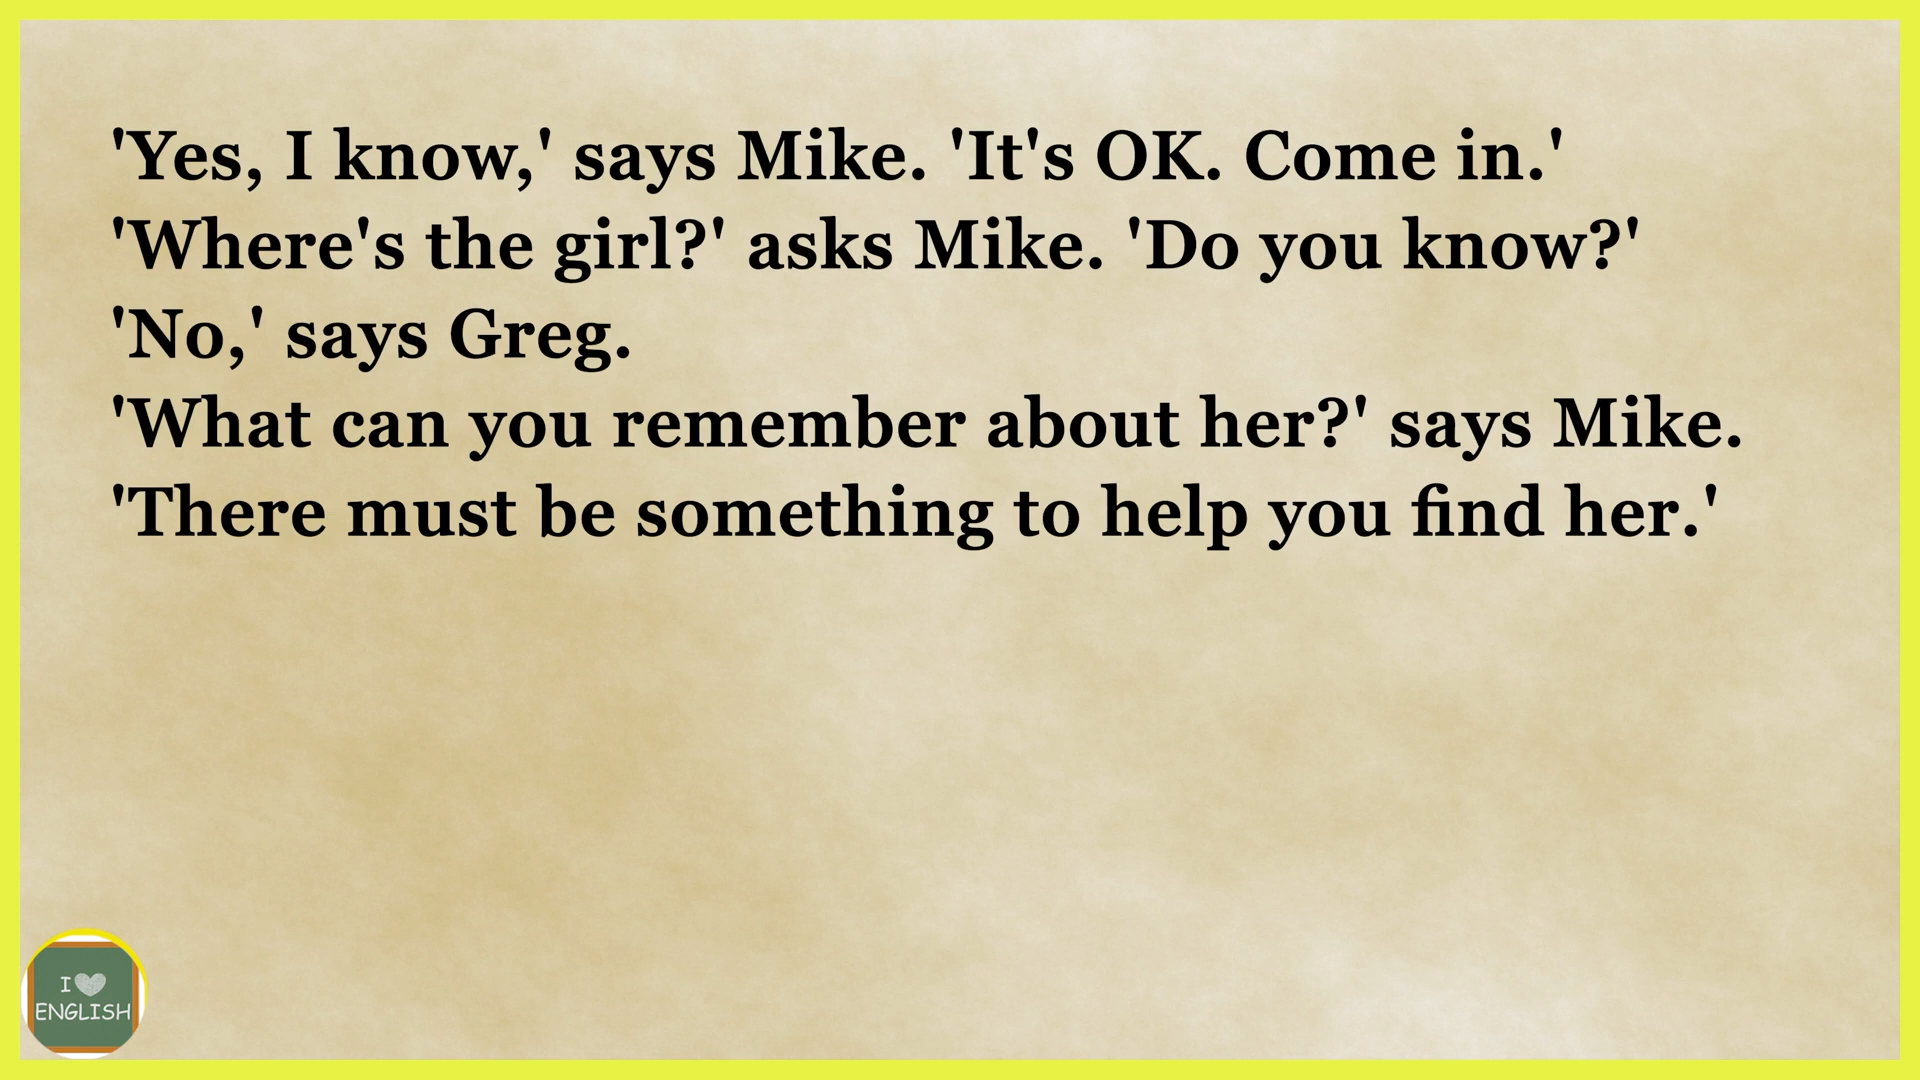 'Yes, I know,' says Mike. 'It's OK. Come in.'
'Where's the girl?' asks Mike. 'Do you know?'
'No,' says Greg.
'What can you remember about her?' says Mike.
'There must be something to help you find her.'
I
ENGLISH